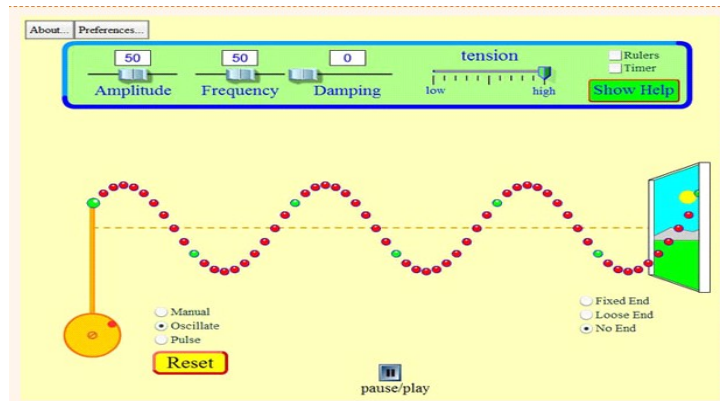 About... Preferences...
50 50 0 tension Rulers
Timer
Amplitude Frequency Damping low high Show Help
Manual
Oscillate
Pulse
Reset
Fixed End
Loose End
No End
pause/play